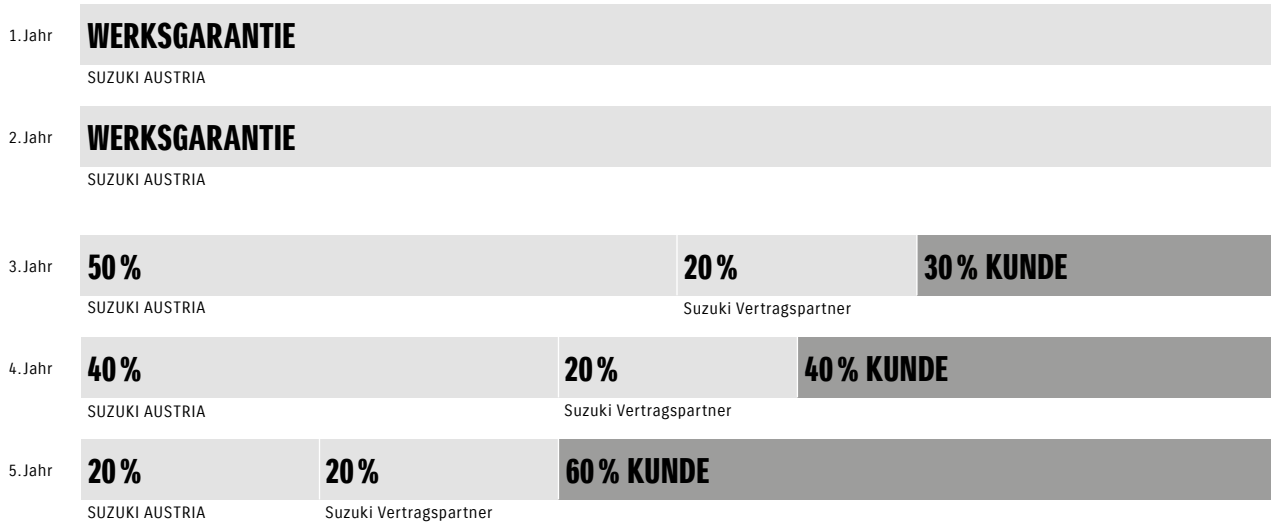 1. Jahr WERKSGARANTIE
SUZUKI AUSTRIA
2. Jahr WERKSGARANTIE
SUZUKI AUSTRIA
3. Jahr 50 % 20 % 30 % KUNDE
SUZUKI AUSTRIA Suzuki Vertragspartner
4. Jahr 40 % 20 % 40 % KUNDE
SUZUKI AUSTRIA Suzuki Vertragspartner
5. Jahr 20 % 20 % 60 % KUNDE
SUZUKI AUSTRIA Suzuki Vertragspartner